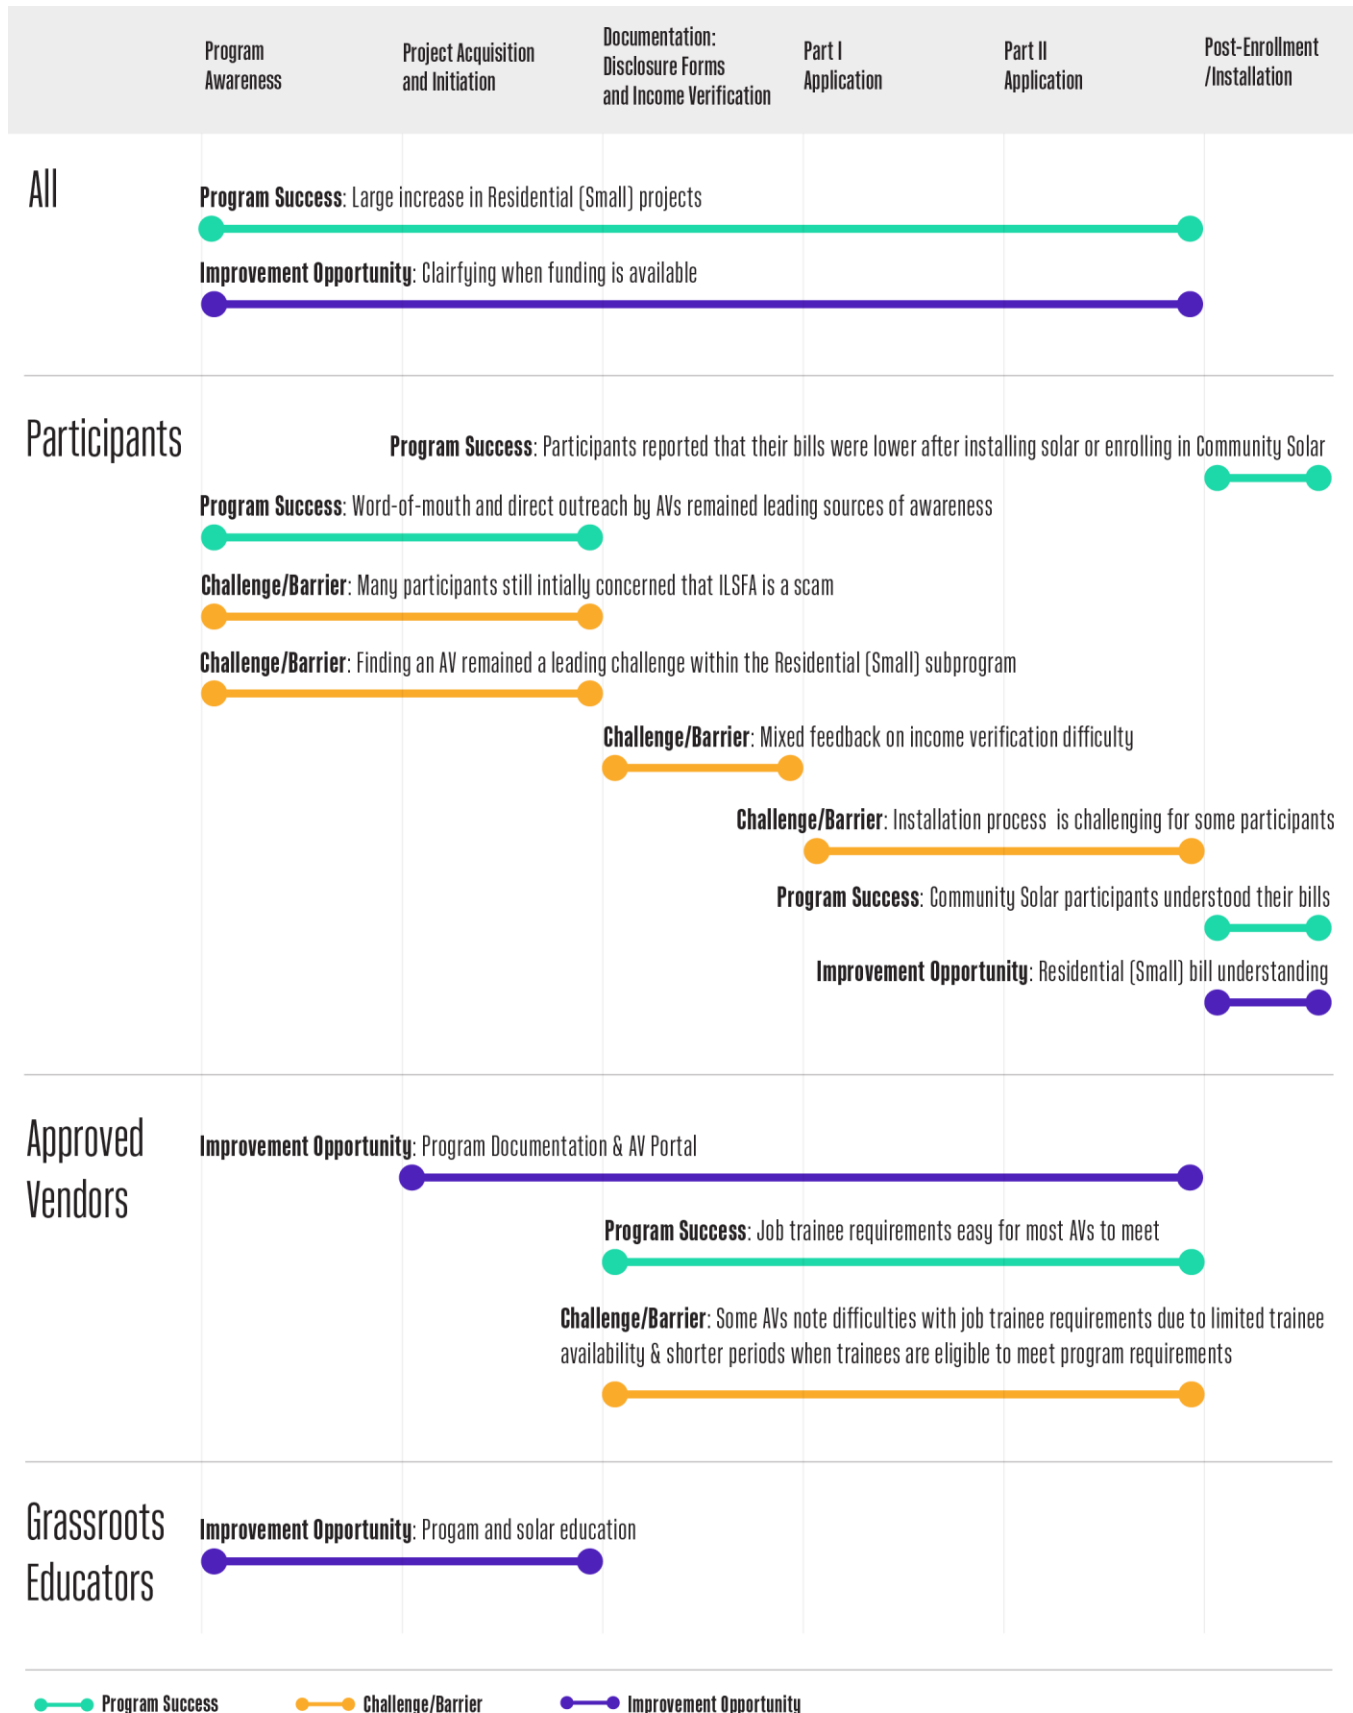 Program
Awareness
Project Acquisition
and Initiation
Documentation:
Disclosure Forms
and Income Verification
Part I
Application
Part II
Application
Post-Enrollment
/Installation
All
Program Success: Large increase in Residential (Small) projects
Improvement Opportunity: Clairfying when funding is available
Participants
Program Success: Participants reported that their bills were lower after installing solar or enrolling in Community Solar
Program Success: Word-of-mouth and direct outreach by AVs remained leading sources of awareness
Challenge/Barrier: Many participants still intially concerned that ILSFA is a scam
Challenge/Barrier: Finding an AV remained a leading challenge within the Residential (Small) subprogram
Challenge/Barrier: Mixed feedback on income verification difficulty
Challenge/Barrier: Installation process is challenging for some participants
Program Success: Community Solar participants understood their bills
Improvement Opportunity: Residential (Small) bill understanding
Approved
Vendors
Improvement Opportunity: Program Documentation & AV Portal
Program Success: Job trainee requirements easy for most AVs to meet
Challenge/Barrier: Some AVs note difficulties with job trainee requirements due to limited trainee
availability & shorter periods when trainees are eligible to meet program requirements
Grassroots
Educators
Improvement Opportunity: Progam and solar education
Program Success
Challenge/Barrier
Improvement Opportunity